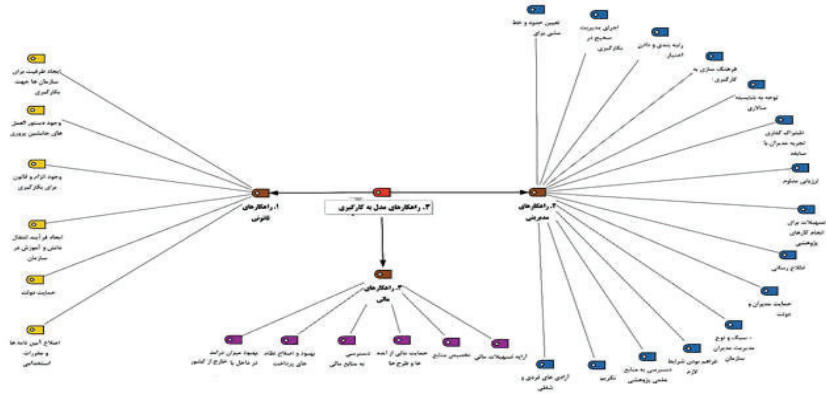 تعیین حدود و خط
مشی برای
اجرای مدیریت
صحیح در
بکارگیری
رتبه بندی و دادن
اعتبار
فرهنگ سازی به
کارگیری
توجه به شایسته
سالاری
تجربه مدیران با
سابقه
ارزیابی مداوم
تسهیلات برای
انجام کارهای
پژوهشی
اطلاع رسانی
حمایت مدیران و
دولت
- سبک و نوع
مدیریت مدیران
سازمان
فراهم بودن شرایط
لازم
دسترسی به منابع
علمی پژوهشی
تکریم
آزادی های فردی و
شغلی
۲. راهکارهای
مدیریتی
۳. راهکارهای مدل به کارگیری
۱. راهکارهای
قانونی
ایجاد ظرفیت برای
سازمان ها جهت
بکارگیری
وجود دستور العمل
های جانشین پروری
وجود الزام و قانون
برای بکارگیری
ایجاد فرآیند انتقال
دانش و آموزش در
سازمان
حمایت دولت
اصلاح آیین نامه ها
و مقررات
استخدامی
۳. راهکارهای
مالی
ارایه تسهیلات مالی
تخصیص منابع
حمایت مالی از ایده
ها و طرح ها
دسترسی
به منابع مالی
بهبود و اصلاح نظام
های پرداخت
بهبود میزان درآمد
در داخل یا خارج از کشور